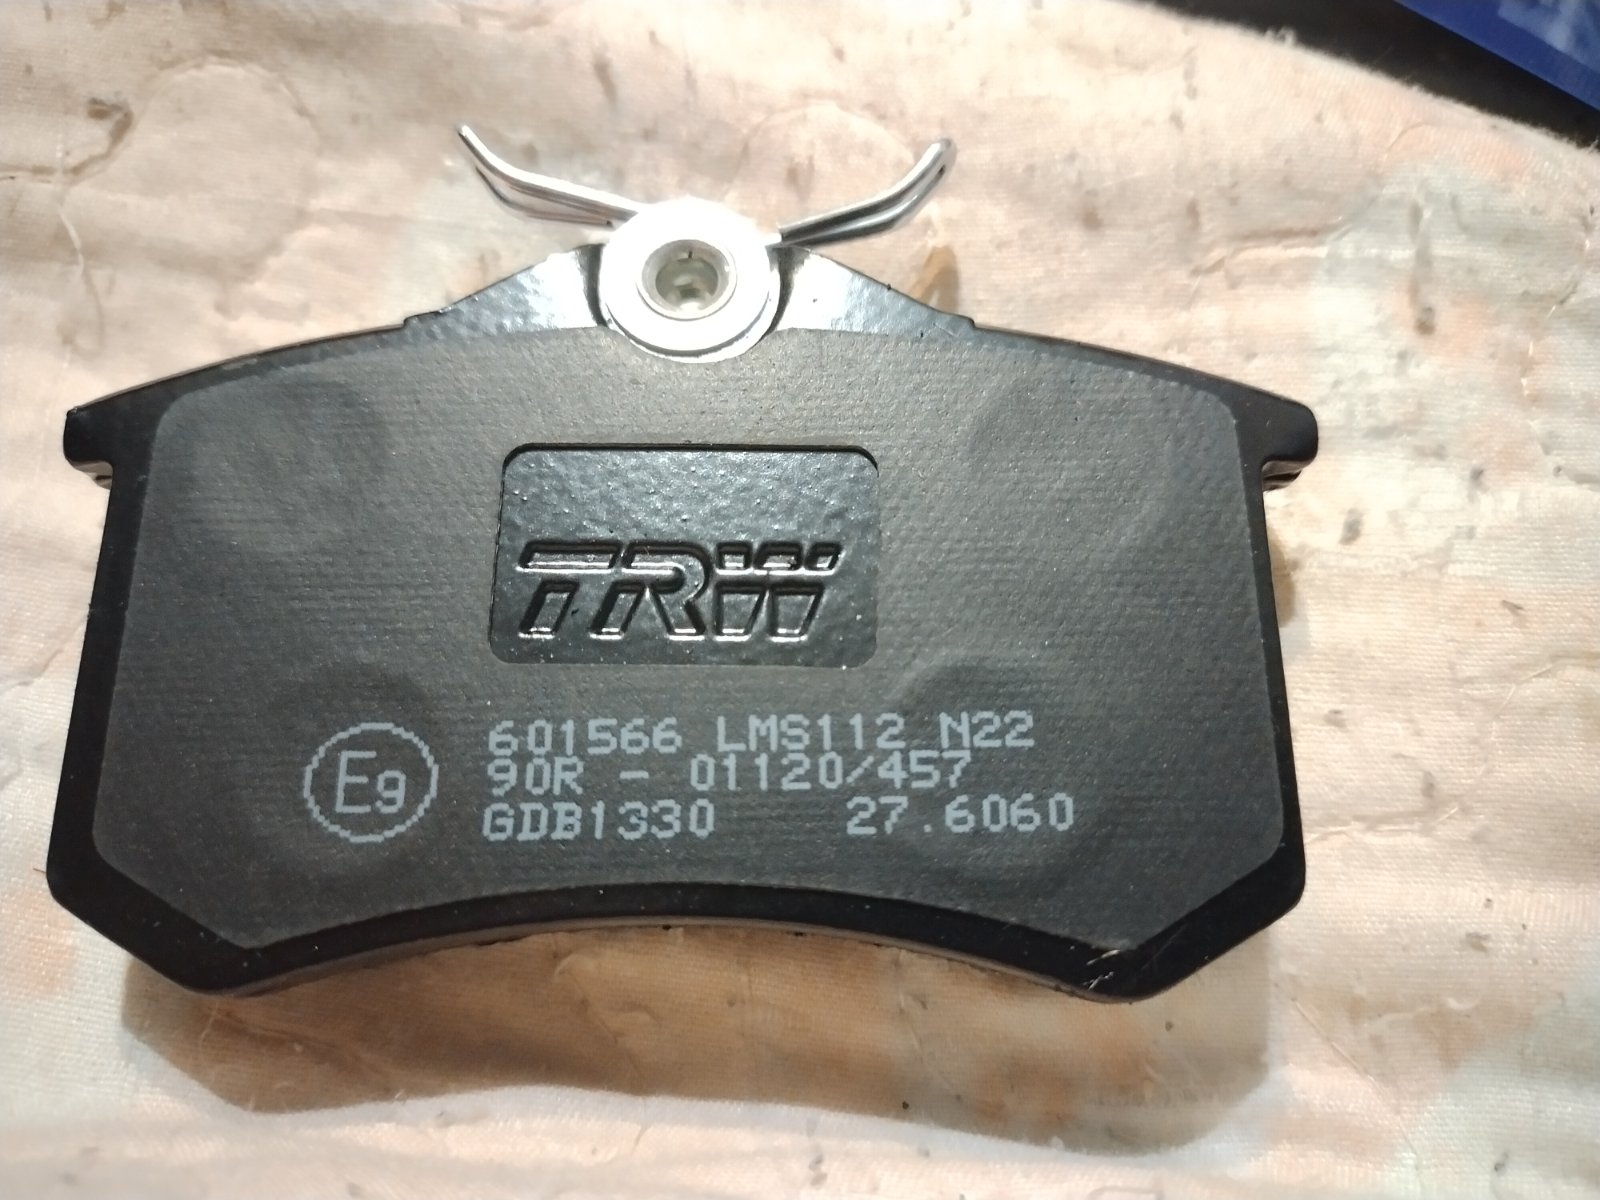 TRW
E9
601566 LMS112 N22
90R - 01120/457
GDB1330 27.6060